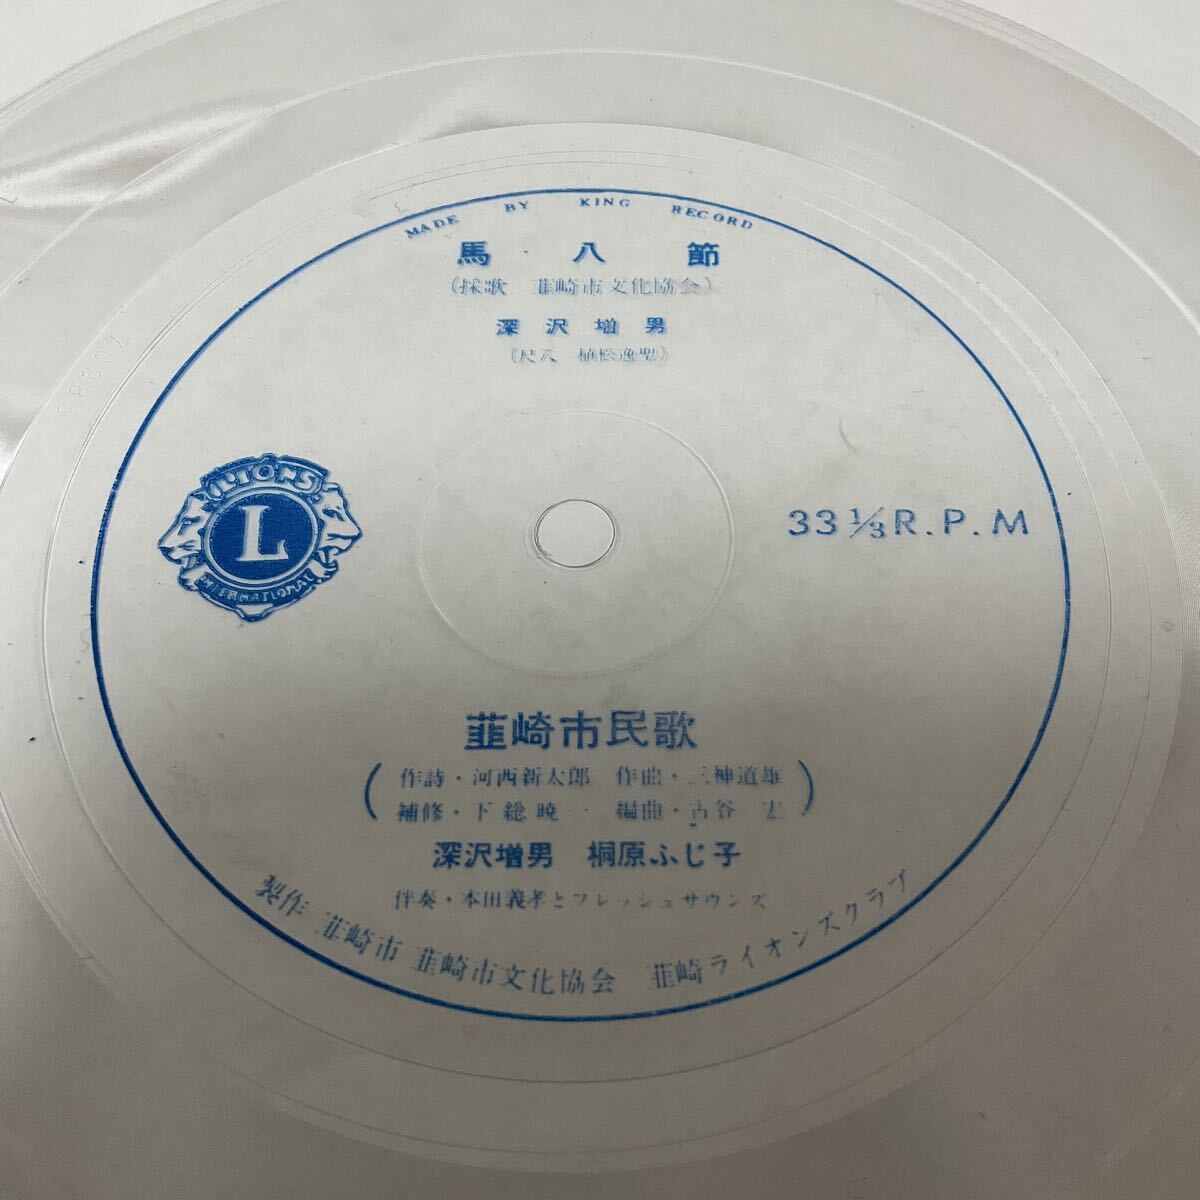 MADE BY KING RECORD
馬八節
(採歌 韮崎市文化協会)
深沢増男
(尺八 植松逸聖)
LIONS
L
INTERNATIONAL
33 1/3 R.P.M
韮崎市民歌
(作詩・河西新太郎 作曲・三神道雄
補修・下総暁一 編曲・古谷 宏)
深沢増男 桐原ふじ子
伴奏・本田義孝とフレッシュサウンズ
製作 韮崎市 韮崎市文化協会 韮崎ライオンズクラブ